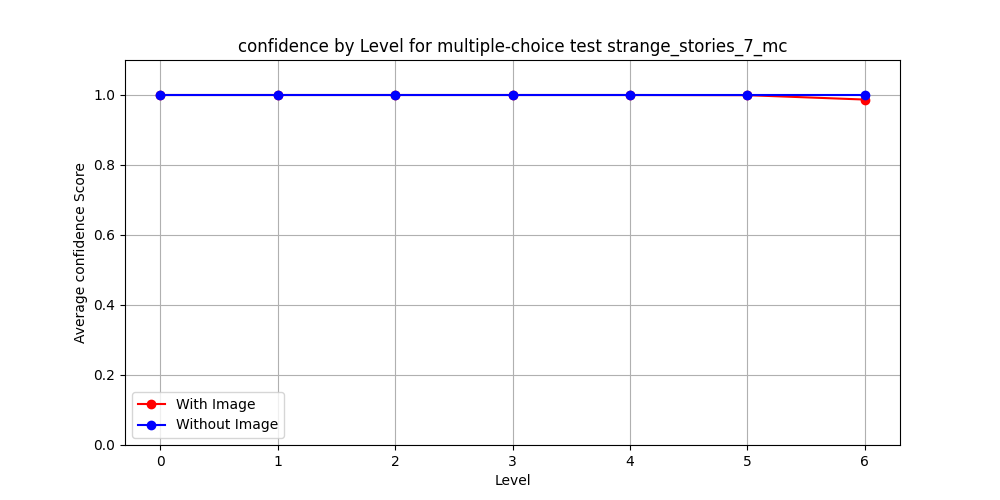 confidence by Level for multiple-choice test strange_stories_7_mc
Average confidence Score
1.0
0.8
0.6
0.4
0.2
0.0
With Image
Without Image
0 1 2 3 4 5 6
Level